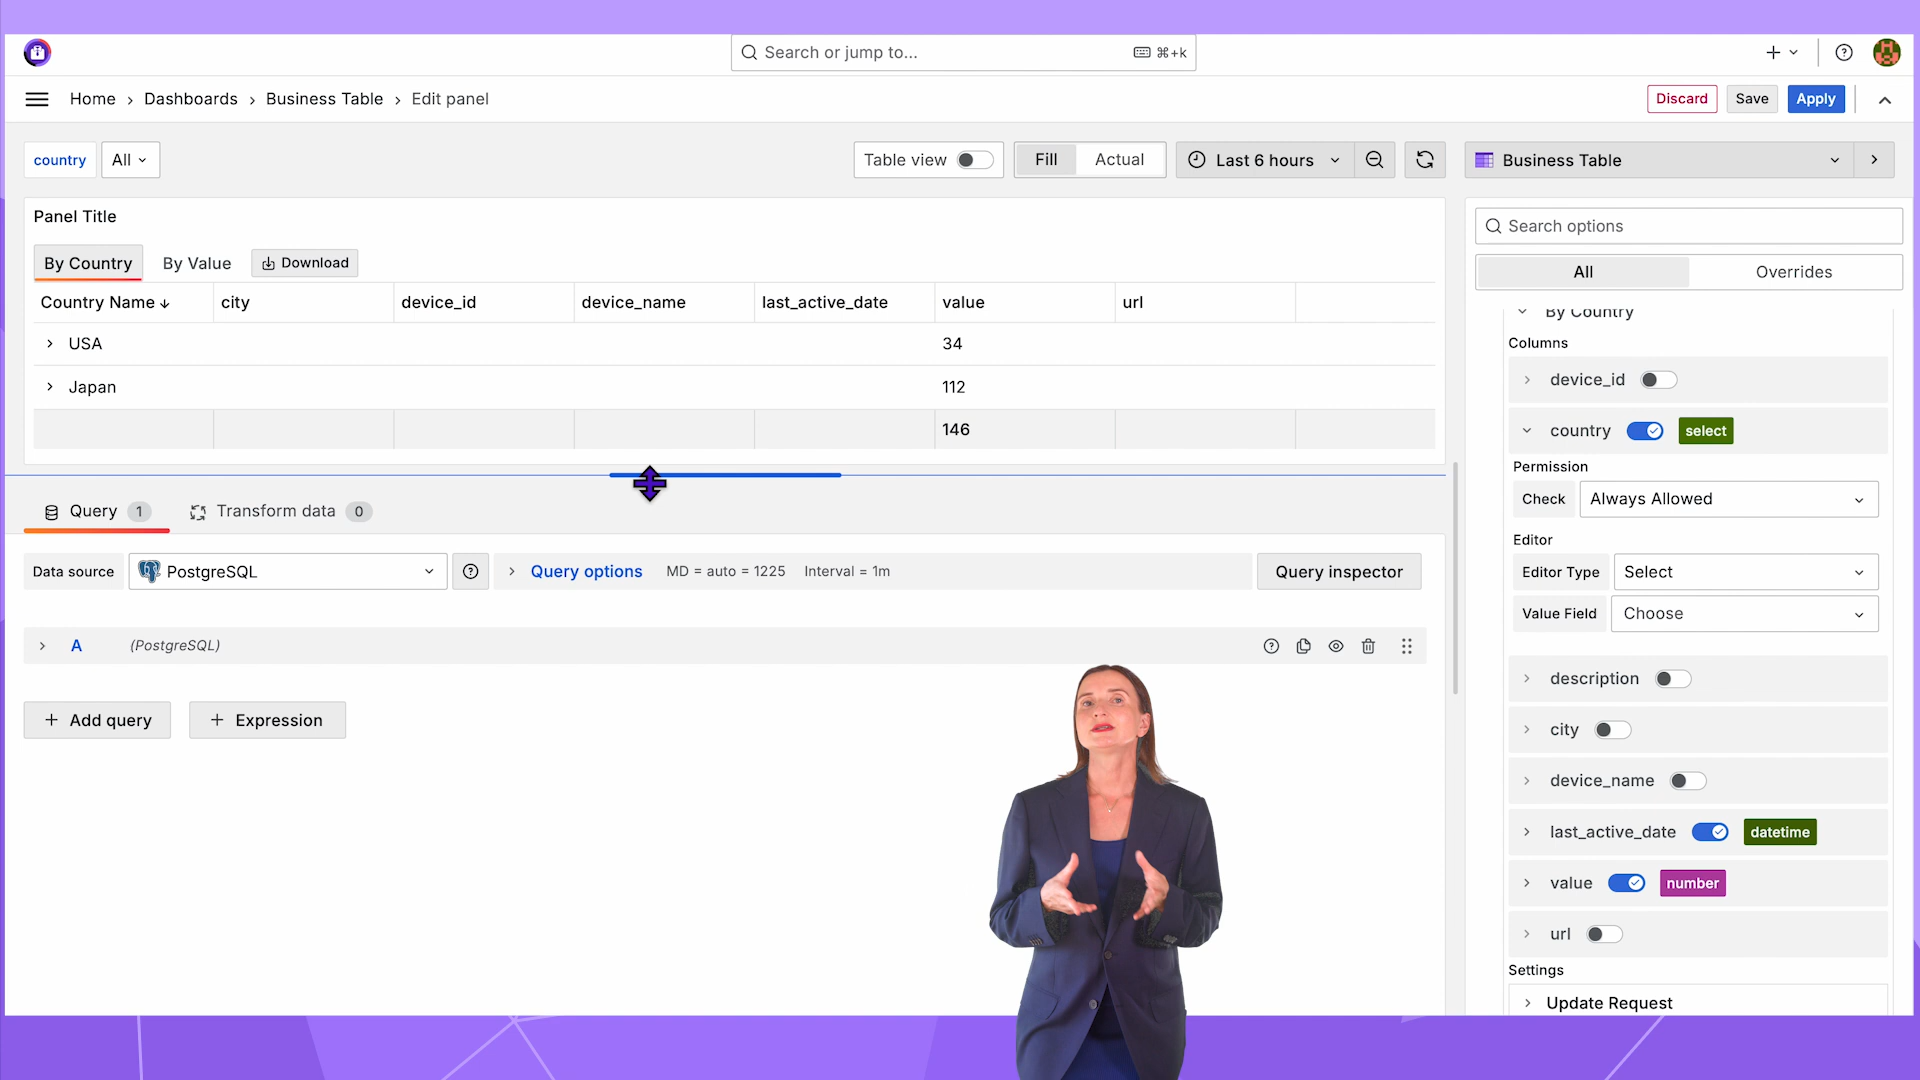 Search or jump to...
⌘+k
Home › Dashboards › Business Table › Edit panel
Discard
Save
Apply
country
All
Table view
Fill
Actual
Last 6 hours
Business Table
Panel Title
Search options
By Country
By Value
Download
All
Overrides
Country Name
city
device_id
device_name
last_active_date
value
url
USA
34
Japan
112
146
By Country
Columns
device_id
country
select
Permission
Check
Always Allowed
Editor
Editor Type
Select
Value Field
Choose
description
city
device_name
last_active_date
datetime
value
number
url
Settings
Update Request
Query 1
Transform data 0
Data source
PostgreSQL
Query options
MD = auto = 1225
Interval = 1m
Query inspector
A
(PostgreSQL)
+ Add query
+ Expression